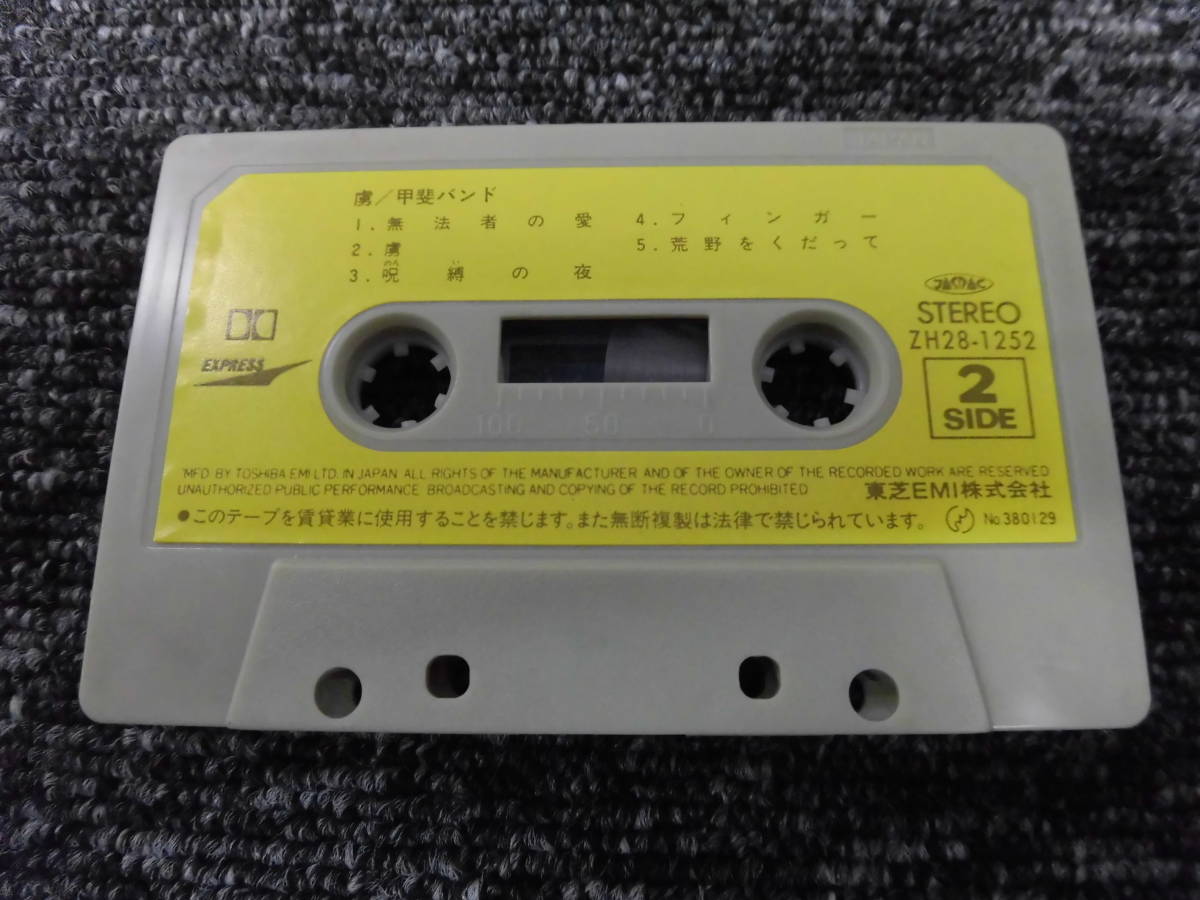 虜／甲斐バンド
1.無法者の愛
2.虜
3.呪縛の夜
のろ い
4.フィンガー
5.荒野をくだって
JASRAC
STEREO
ZH28-1252
EXPRESS
2
SIDE
100 50 0
MFD. BY TOSHIBA EMI LTD. IN JAPAN. ALL RIGHTS OF THE MANUFACTURER AND OF THE OWNER OF THE RECORDED WORK ARE RESERVED
UNAUTHORIZED PUBLIC PERFORMANCE. BROADCASTING AND COPYING OF THE RECORD PROHIBITED
東芝EMI株式会社
●このテープを賃貸業に使用することを禁じます。また無断複製は法律で禁じられています。
No.380129